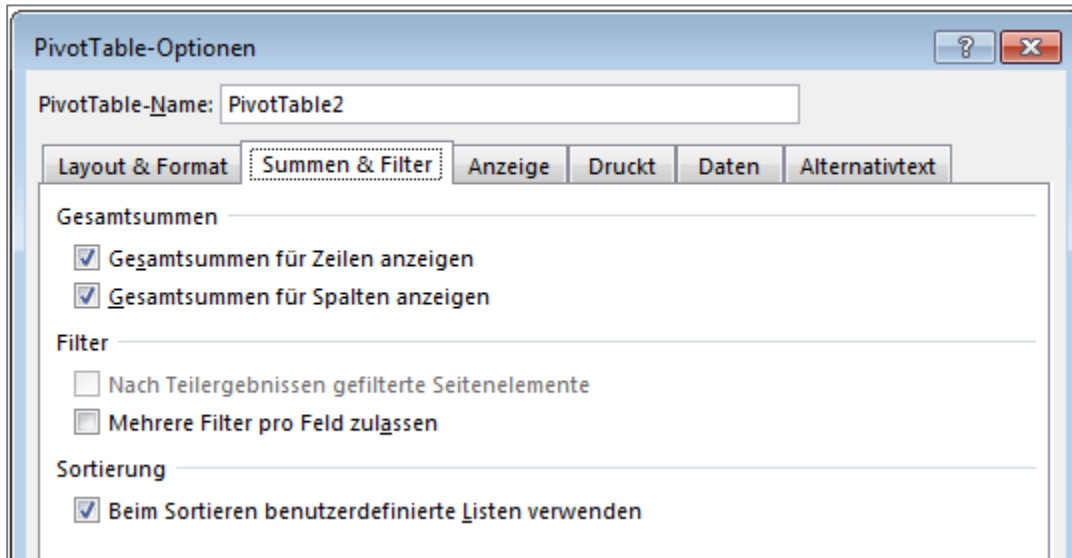 PivotTable-Optionen
?
PivotTable-Name: PivotTable2
Layout & Format Summen & Filter Anzeige Druckt Daten Alternativtext
Gesamtsummen
Gesamtsummen für Zeilen anzeigen
Gesamtsummen für Spalten anzeigen
Filter
Nach Teilergebnissen gefilterte Seitenelemente
Mehrere Filter pro Feld zulassen
Sortierung
Beim Sortieren benutzerdefinierte Listen verwenden